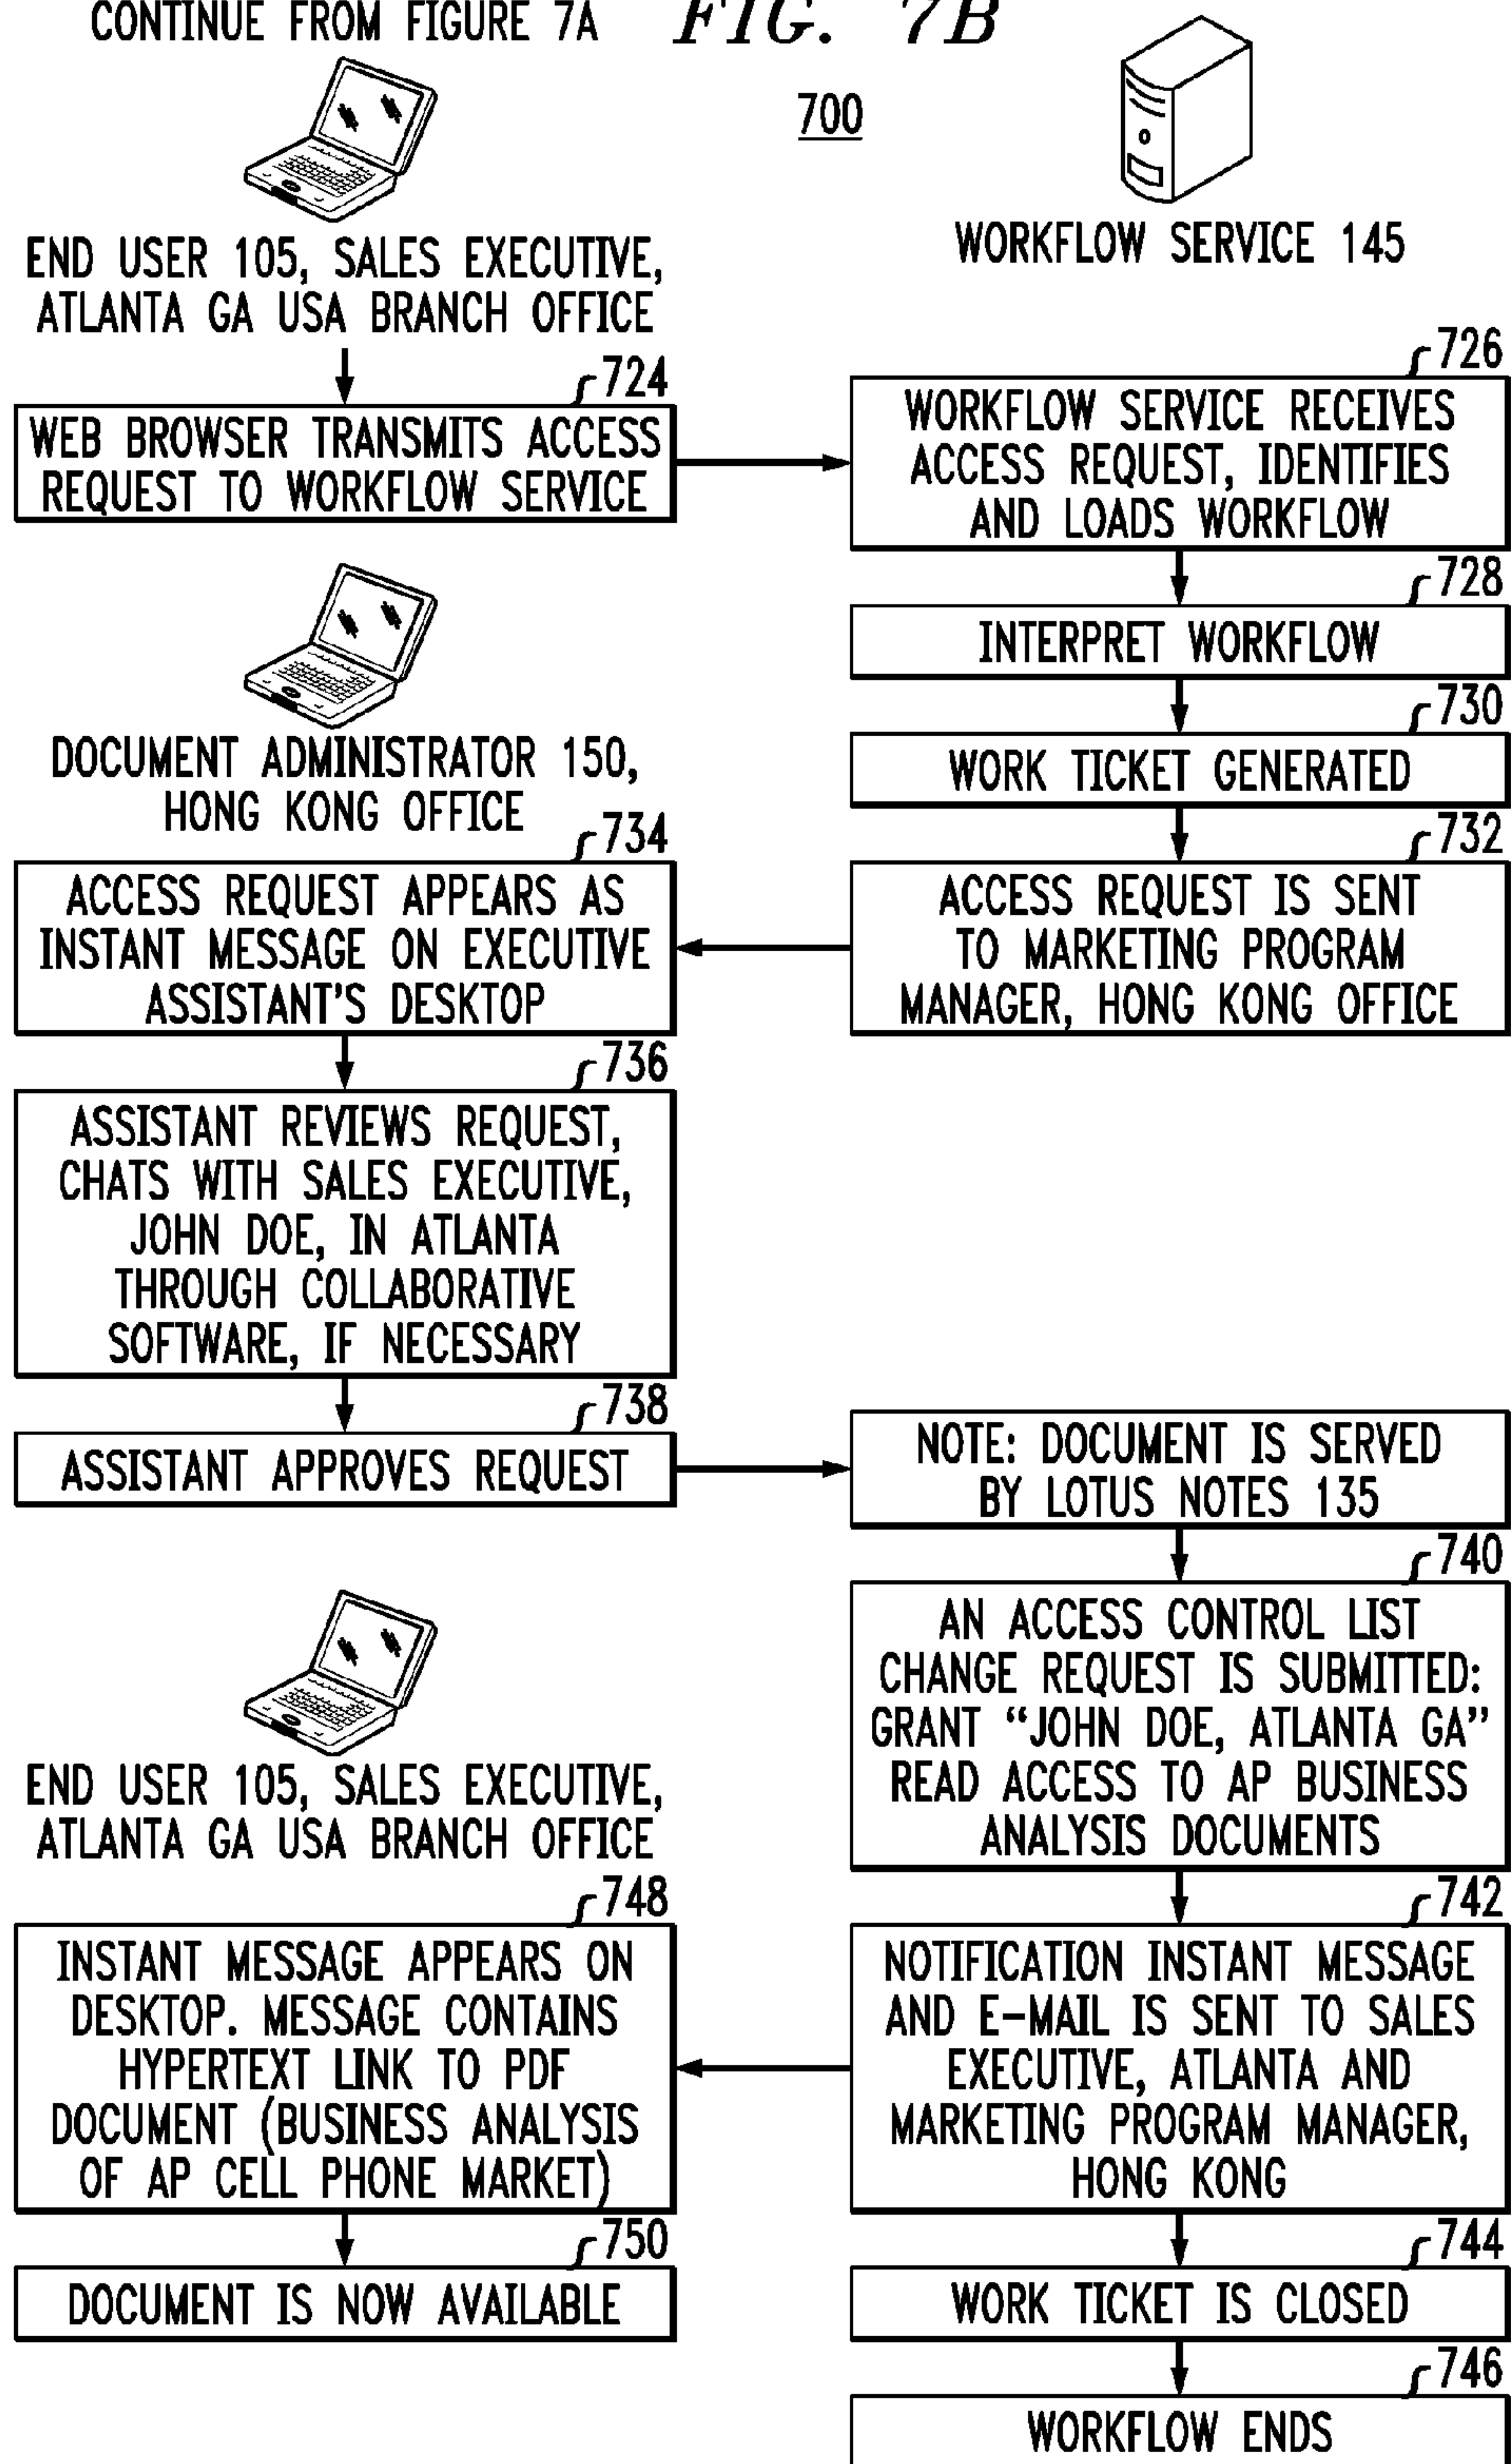 CONTINUE FROM FIGURE 7A
FIG. 7B
700
END USER 105, SALES EXECUTIVE,
ATLANTA GA USA BRANCH OFFICE
WORKFLOW SERVICE 145
724
WEB BROWSER TRANSMITS ACCESS
REQUEST TO WORKFLOW SERVICE
726
WORKFLOW SERVICE RECEIVES
ACCESS REQUEST, IDENTIFIES
AND LOADS WORKFLOW
728
INTERPRET WORKFLOW
730
WORK TICKET GENERATED
732
ACCESS REQUEST IS SENT
TO MARKETING PROGRAM
MANAGER, HONG KONG OFFICE
DOCUMENT ADMINISTRATOR 150,
HONG KONG OFFICE
734
ACCESS REQUEST APPEARS AS
INSTANT MESSAGE ON EXECUTIVE
ASSISTANT'S DESKTOP
736
ASSISTANT REVIEWS REQUEST,
CHATS WITH SALES EXECUTIVE,
JOHN DOE, IN ATLANTA
THROUGH COLLABORATIVE
SOFTWARE, IF NECESSARY
738
ASSISTANT APPROVES REQUEST
NOTE: DOCUMENT IS SERVED
BY LOTUS NOTES 135
740
AN ACCESS CONTROL LIST
CHANGE REQUEST IS SUBMITTED:
GRANT “JOHN DOE, ATLANTA GA”
READ ACCESS TO AP BUSINESS
ANALYSIS DOCUMENTS
742
NOTIFICATION INSTANT MESSAGE
AND E-MAIL IS SENT TO SALES
EXECUTIVE, ATLANTA AND
MARKETING PROGRAM MANAGER,
HONG KONG
744
WORK TICKET IS CLOSED
746
WORKFLOW ENDS
END USER 105, SALES EXECUTIVE,
ATLANTA GA USA BRANCH OFFICE
748
INSTANT MESSAGE APPEARS ON
DESKTOP. MESSAGE CONTAINS
HYPERTEXT LINK TO PDF
DOCUMENT (BUSINESS ANALYSIS
OF AP CELL PHONE MARKET)
750
DOCUMENT IS NOW AVAILABLE